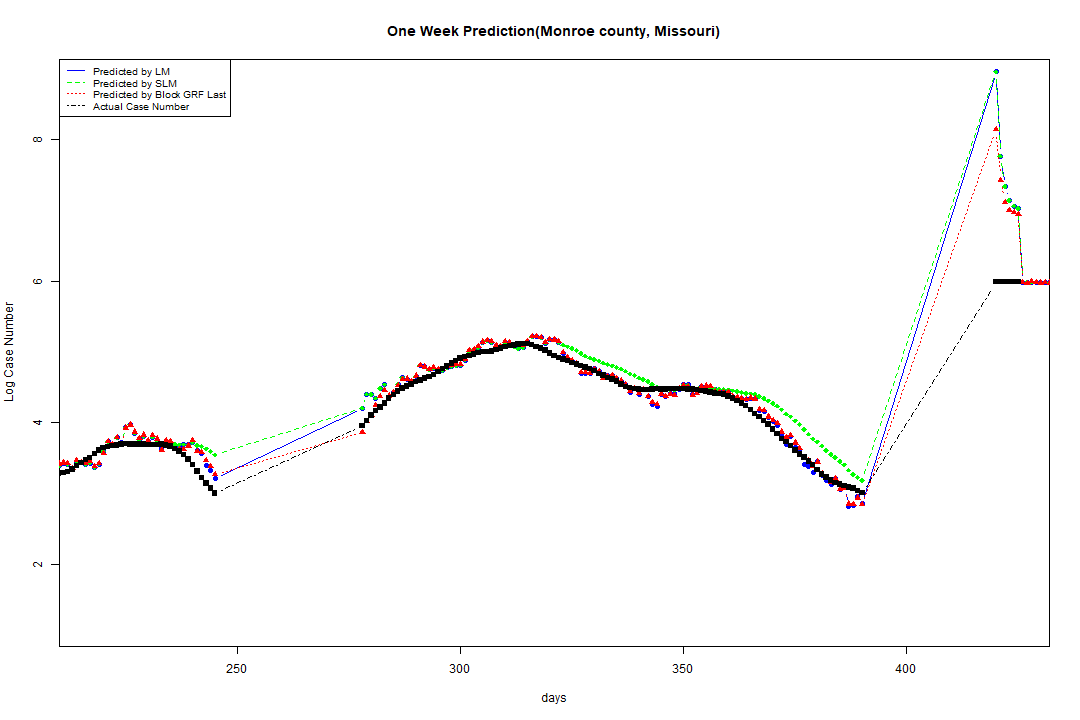 One Week Prediction(Monroe county, Missouri)
Predicted by LM
Predicted by SLM
Predicted by Block GRF Last
Actual Case Number
8
6
4
2
Log Case Number
250
300
350
400
days